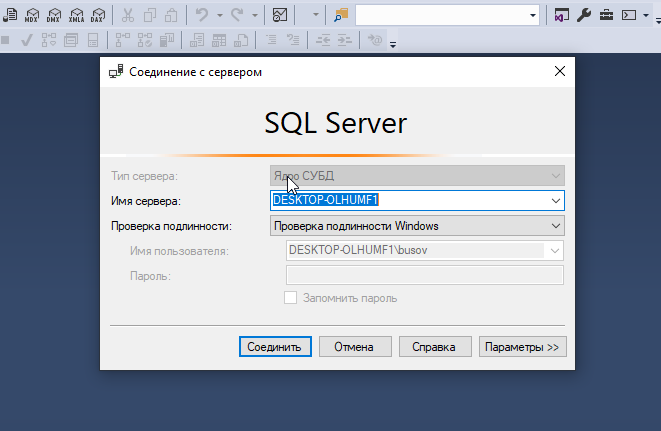 MDX DMX XMLA DAX
Соединение с сервером
SQL Server
Тип сервера: Ядро СУБД
Имя сервера: DESKTOP-OLHUMF1
Проверка подлинности: Проверка подлинности Windows
Имя пользователя: DESKTOP-OLHUMF1\busov
Пароль:
Запомнить пароль
Соединить Отмена Справка Параметры >>